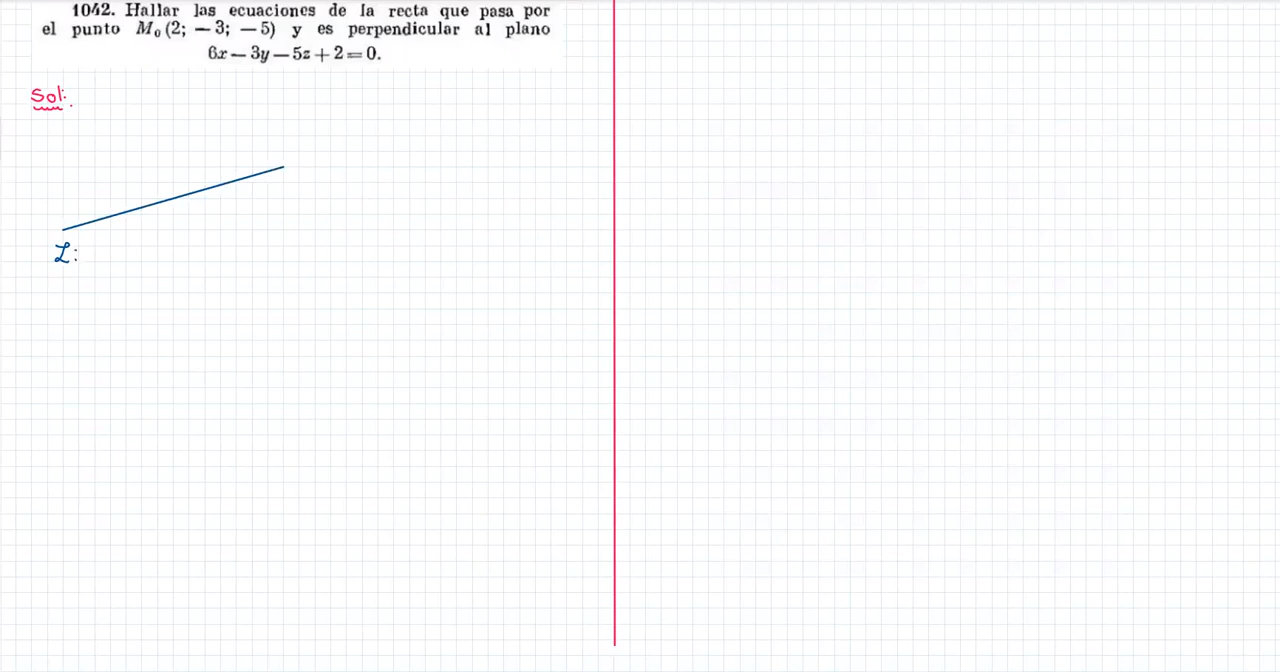 1042. Hallar las ecuaciones de la recta que pasa por
el punto M₀ (2; — 3; — 5) y es perpendicular al plano
6x — 3y — 5z + 2 = 0.
Sol:
L: